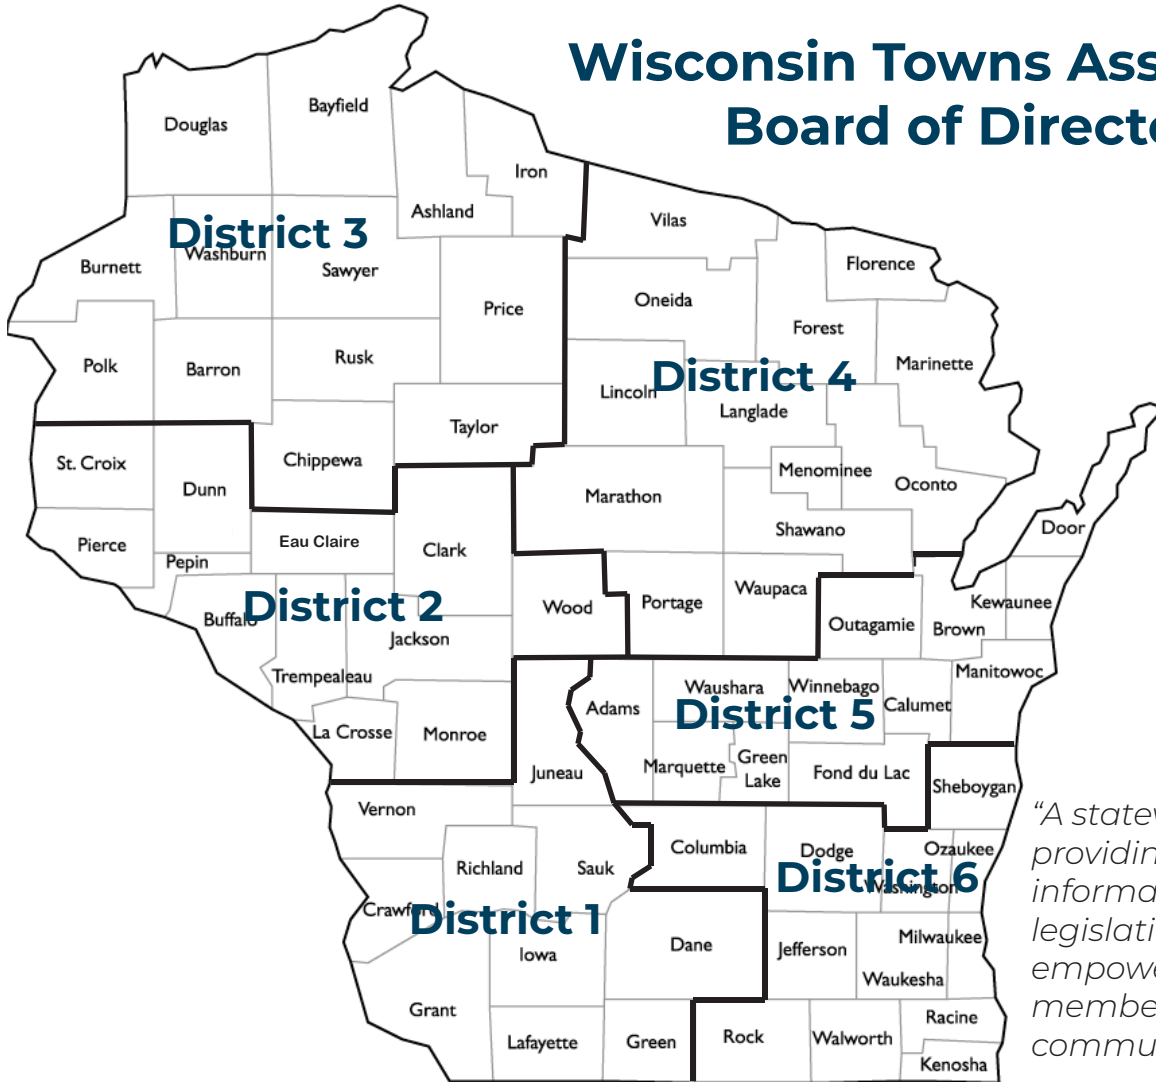 Wisconsin Towns Ass
Board of Direct
Bayfield
Douglas
Iron
Ashland
Vilas
District 3
Washburn
Burnett
Sawyer
Florence
Price
Oneida
Forest
Polk
Barron
Rusk
Marinette
District 4
Lincoln
Langlade
Taylor
St. Croix
Chippewa
Menominee
Dunn
Marathon
Oconto
Shawano
Door
Pierce
Eau Claire
Clark
Pepin
Waupaca
Portage
Kewaunee
District 2
Wood
Buffalo
Outagamie
Brown
Jackson
Manitowoc
Trempealeau
Waushara
Winnebago
Adams
District 5
Calumet
La Crosse
Monroe
Juneau
Marquette
Green
Lake
Fond du Lac
Sheboygan
Vernon
Columbia
Dodge
Ozaukee
Richland
Sauk
District 6
Washington
Crawford
District 1
Dane
Iowa
Jefferson
Milwaukee
Waukesha
Grant
Lafayette
Green
Rock
Walworth
Racine
Kenosha
“A statew
providin
informa
legislati
empowe
membe
commu